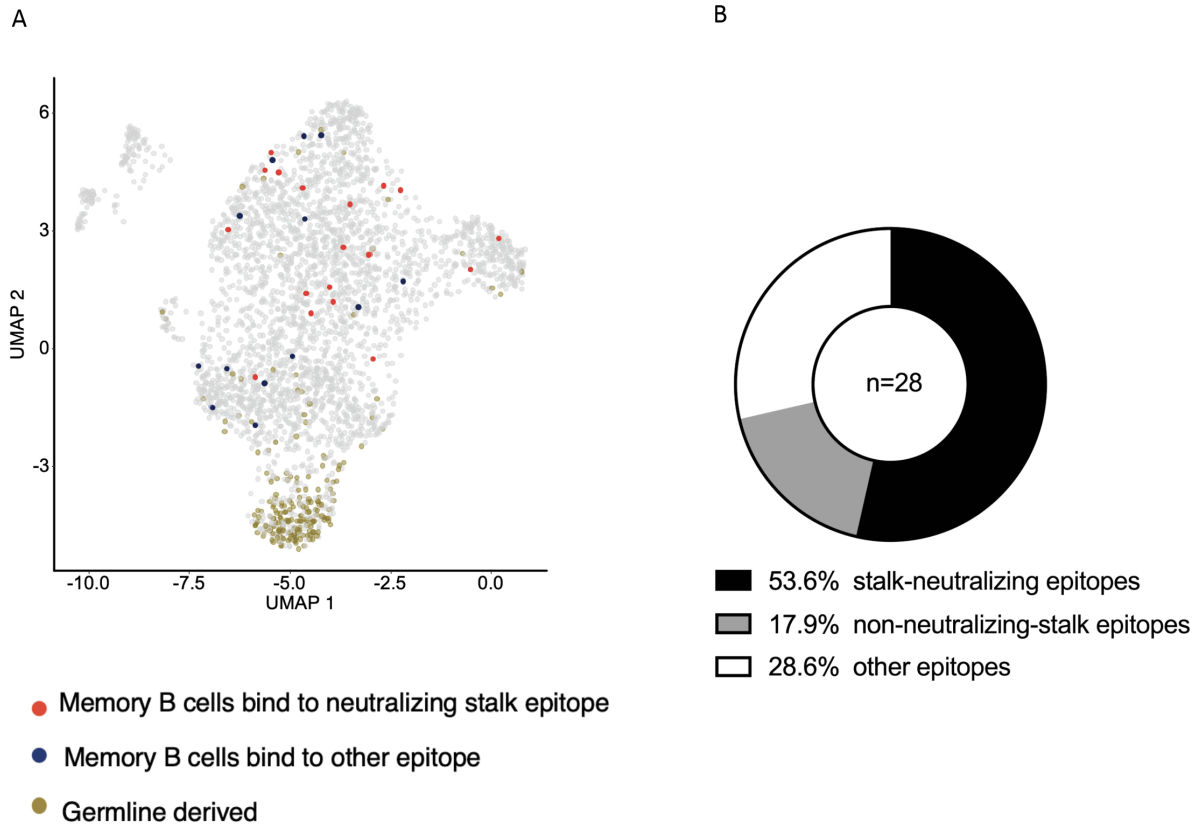 A
B
6
3
0
-3
UMAP 2
-10.0 -7.5 -5.0 -2.5 0.0
UMAP 1
n=28
53.6% stalk-neutralizing epitopes
17.9% non-neutralizing-stalk epitopes
28.6% other epitopes
Memory B cells bind to neutralizing stalk epitope
Memory B cells bind to other epitope
Germline derived